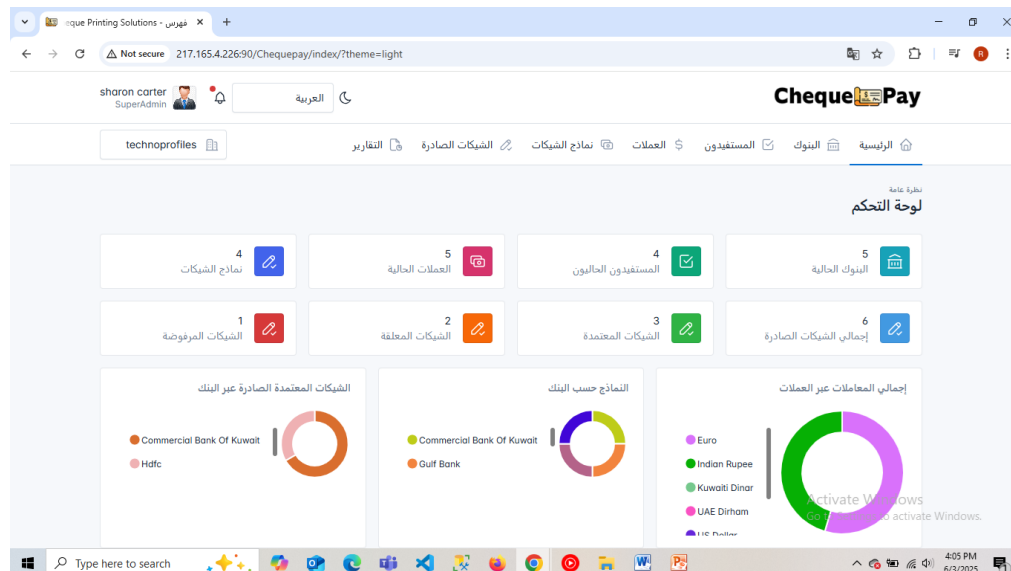 فهرس - eque Printing Solutions
Not secure 217.165.4.226:90/Chequepay/index/?theme=light
R
sharon carter
SuperAdmin
العربية
Cheque Pay
technoprofiles
الرئيسية
البنوك
المستفيدون
العملات
نماذج الشيكات
الشيكات الصادرة
التقارير
نظرة عامة
لوحة التحكم
5
البنوك الحالية
4
المستفيدون الحاليون
5
العملات الحالية
4
نماذج الشيكات
6
إجمالي الشيكات الصادرة
3
الشيكات المعتمدة
2
الشيكات المعلقة
1
الشيكات المرفوضة
إجمالي المعاملات عبر العملات
Euro
Indian Rupee
Kuwaiti Dinar
UAE Dirham
US Dollar
النماذج حسب البنك
Commercial Bank Of Kuwait
Gulf Bank
الشيكات المعتمدة الصادرة عبر البنك
Commercial Bank Of Kuwait
Hdfc
Activate Windows
Go to to activate Windows.
Type here to search
4:05 PM
6/3/2025